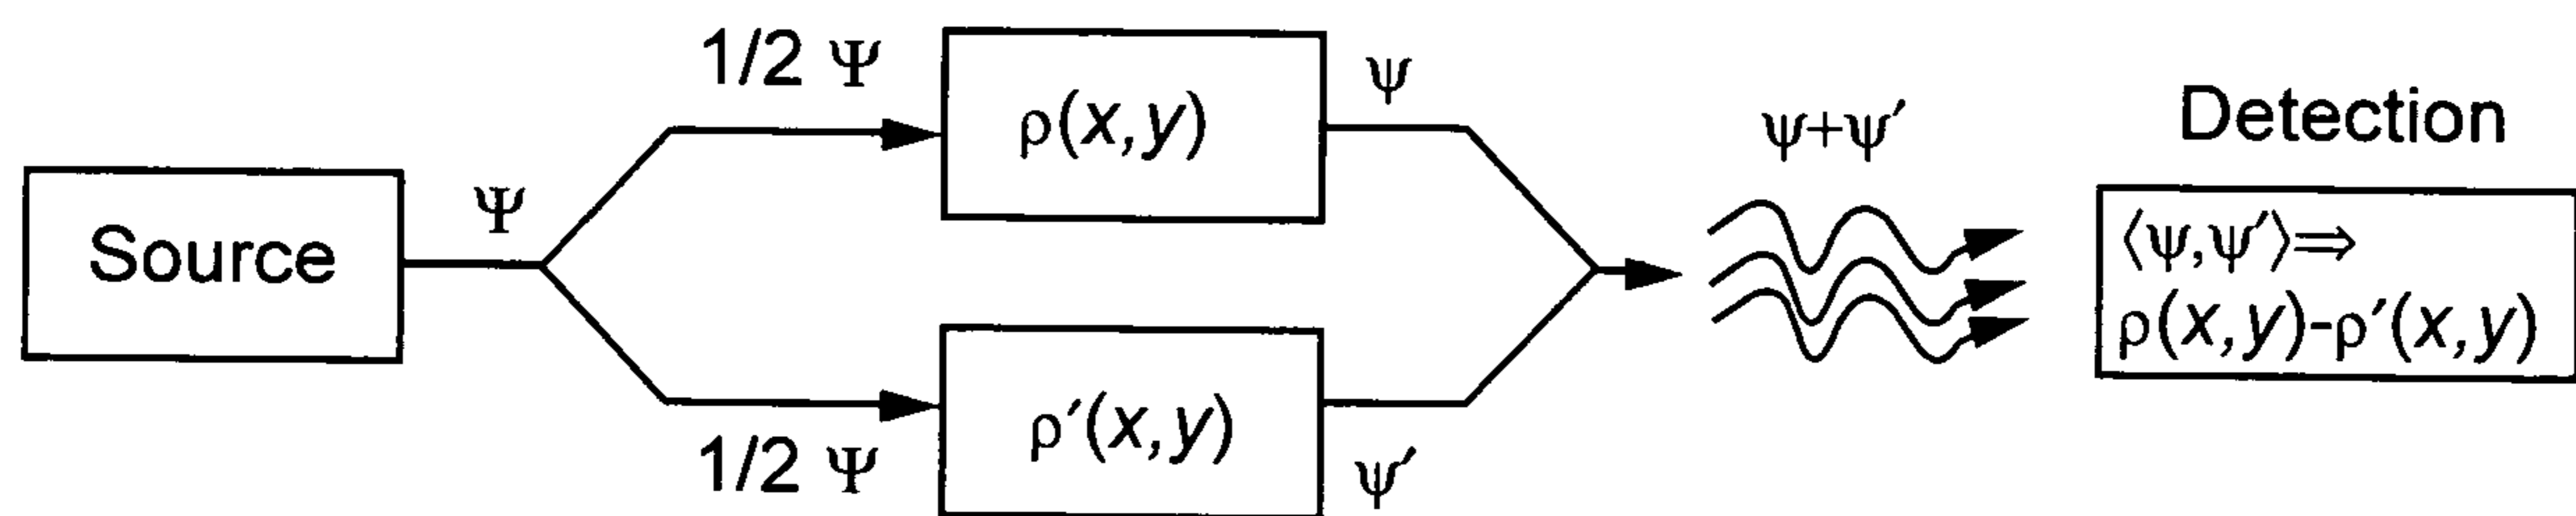 Source
Ψ
1/2 Ψ
ρ(x,y)
ψ
1/2 Ψ
ρ′(x,y)
ψ′
ψ+ψ′
Detection
⟨ψ,ψ′⟩⇒
ρ(x,y)-ρ′(x,y)